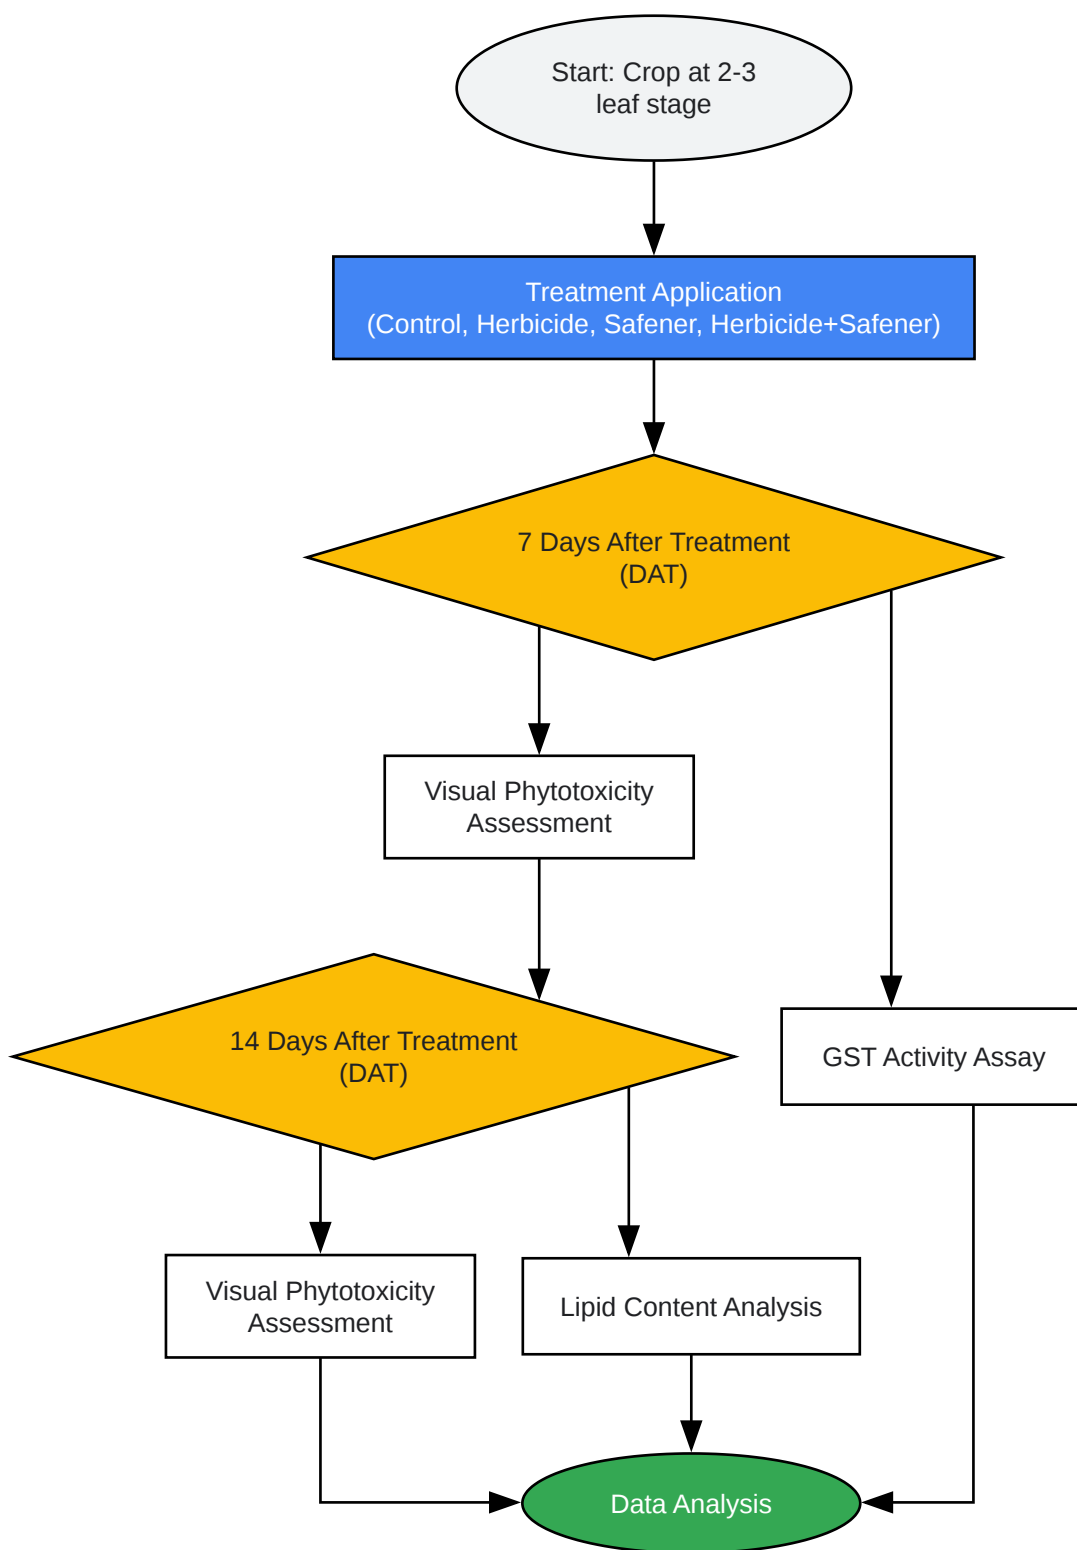 Start: Crop at 2-3
leaf stage
Treatment Application
(Control, Herbicide, Safener, Herbicide+Safener)
7 Days After Treatment
(DAT)
Visual Phytotoxicity
Assessment
14 Days After Treatment
(DAT)
GST Activity Assay
Visual Phytotoxicity
Assessment
Lipid Content Analysis
Data Analysis